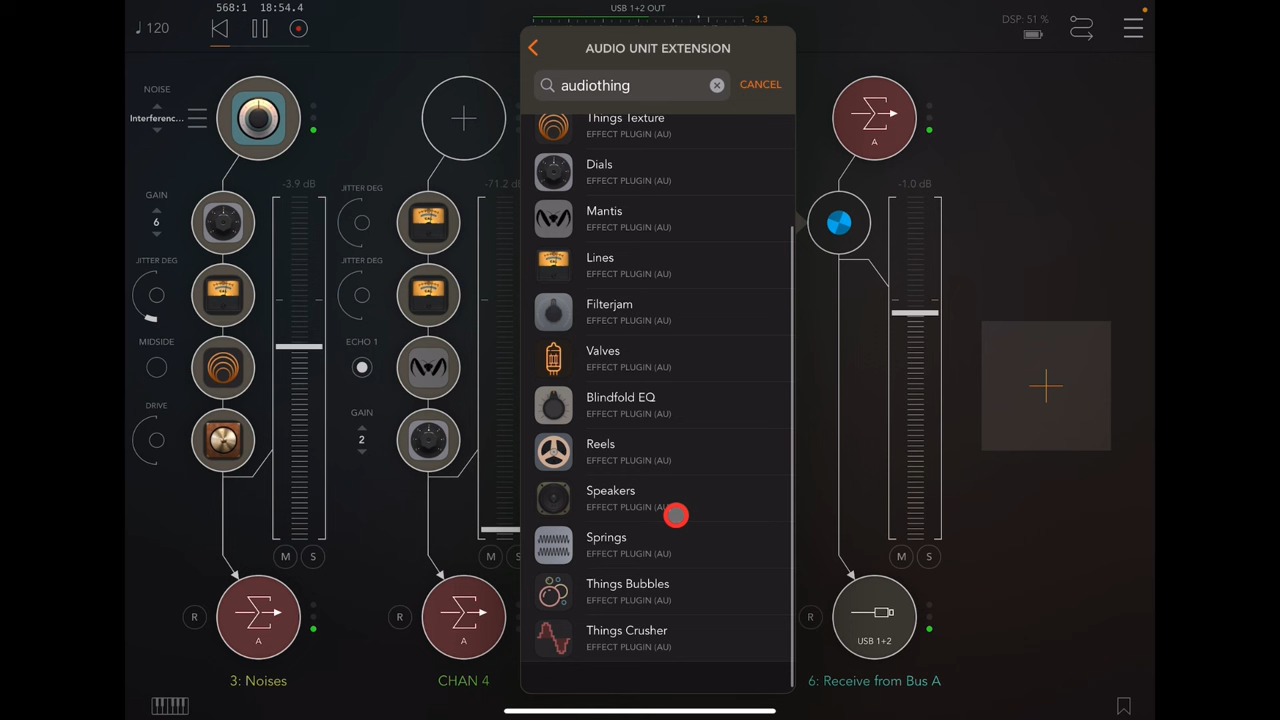 568:1 18:54.4
♩ 120
USB 1+2 OUT
-3.3
DSP: 51 %
AUDIO UNIT EXTENSION
audiothing
CANCEL
NOISE
Interferenc...
A
Things Texture
EFFECT PLUGIN (AU)
Dials
EFFECT PLUGIN (AU)
Mantis
EFFECT PLUGIN (AU)
Lines
EFFECT PLUGIN (AU)
Filterjam
EFFECT PLUGIN (AU)
Valves
EFFECT PLUGIN (AU)
Blindfold EQ
EFFECT PLUGIN (AU)
Reels
EFFECT PLUGIN (AU)
Speakers
EFFECT PLUGIN (AU)
Springs
EFFECT PLUGIN (AU)
Things Bubbles
EFFECT PLUGIN (AU)
Things Crusher
EFFECT PLUGIN (AU)
-3.9 dB
-71.2 d
-1.0 dB
GAIN
6
JITTER DEG
JITTER DEG
JITTER DEG
MIDSIDE
ECHO 1
DRIVE
GAIN
2
M S
M S
M S
R
A
R
A
R
USB 1+2
3: Noises
CHAN 4
6: Receive from Bus A